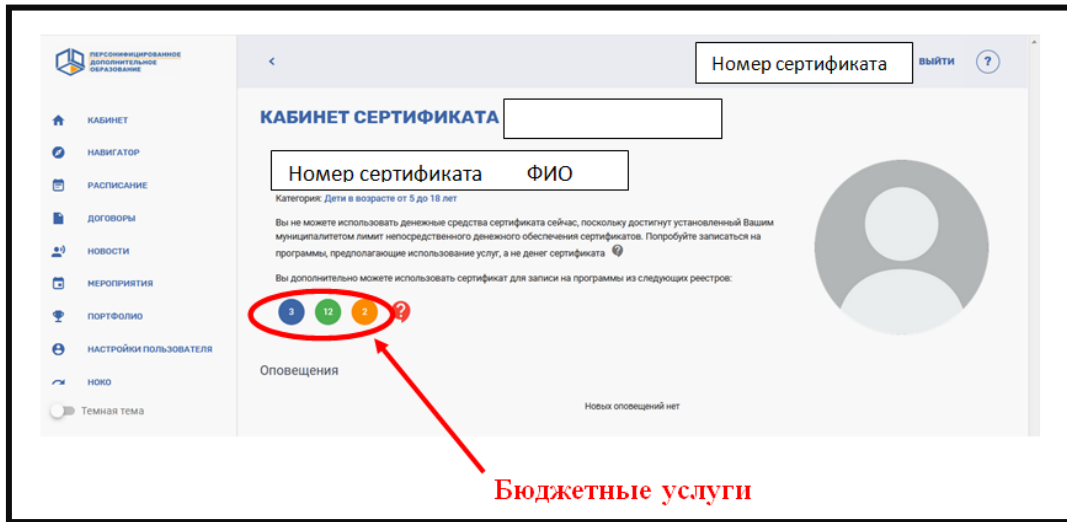 ПЕРСОНИФИЦИРОВАННОЕ
ДОПОЛНИТЕЛЬНОЕ
ОБРАЗОВАНИЕ
Номер сертификата
ВЫЙТИ
?
КАБИНЕТ
НАВИГАТОР
РАСПИСАНИЕ
ДОГОВОРЫ
НОВОСТИ
МЕРОПРИЯТИЯ
ПОРТФОЛИО
НАСТРОЙКИ ПОЛЬЗОВАТЕЛЯ
НОКО
Темная тема
КАБИНЕТ СЕРТИФИКАТА
Номер сертификата ФИО
Категория: Дети в возрасте от 5 до 18 лет
Вы не можете использовать денежные средства сертификата сейчас, поскольку достигнут установленный Вашим
муниципалитетом лимит непосредственного денежного обеспечения сертификатов. Попробуйте записаться на
программы, предполагающие использование услуг, а не денег сертификата ?
Вы дополнительно можете использовать сертификат для записи на программы из следующих реестров:
3 12 2 ?
Оповещения
Новых оповещений нет
Бюджетные услуги